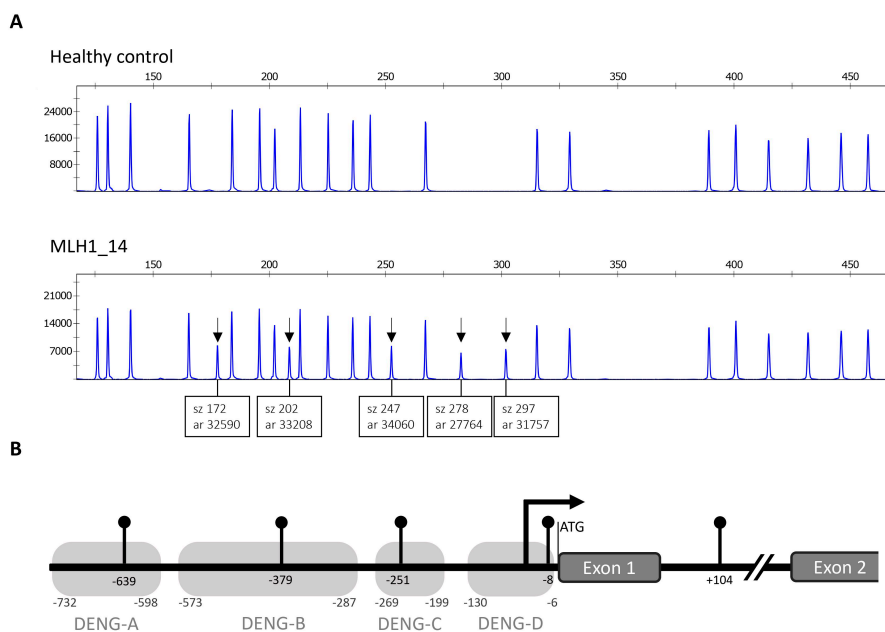 A
Healthy control
150 200 250 300 350 400 450
24000
16000
8000
MLH1_14
150 200 250 300 350 400 450
21000
14000
7000
sz 172 sz 202 sz 247 sz 278 sz 297
ar 32590 ar 33208 ar 34060 ar 27764 ar 31757
B
ATG
Exon 1 Exon 2
-639 -379 -251 -8 +104
-732 -598 -573 -287 -269 -199 -130 -6
DENG-A DENG-B DENG-C DENG-D